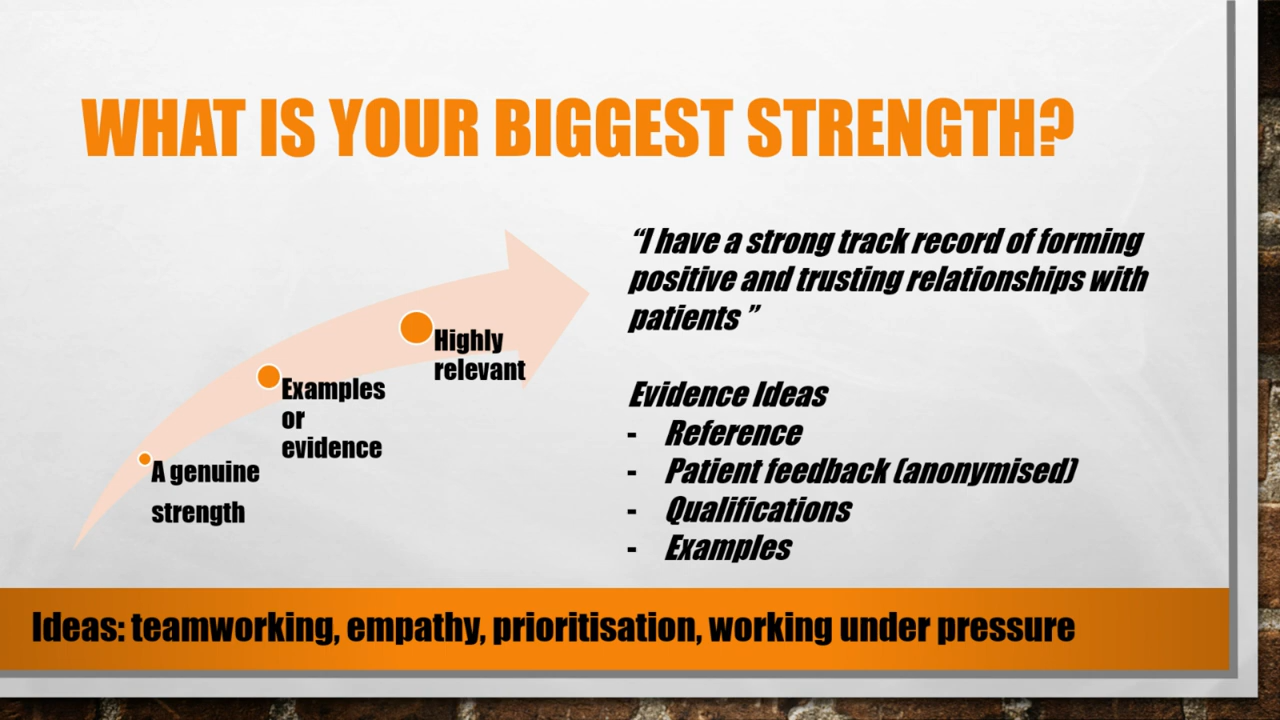 WHAT IS YOUR BIGGEST STRENGTH?
A genuine
strength
Examples
or
evidence
Highly
relevant
“I have a strong track record of forming
positive and trusting relationships with
patients ”
Evidence Ideas
- Reference
- Patient feedback (anonymised)
- Qualifications
- Examples
Ideas: teamworking, empathy, prioritisation, working under pressure